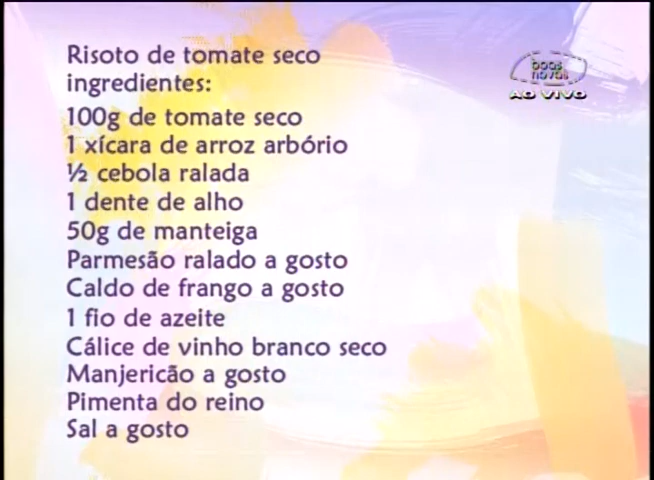 Risoto de tomate seco
ingredientes:
100g de tomate seco
1 xícara de arroz arbório
½ cebola ralada
1 dente de alho
50g de manteiga
Parmesão ralado a gosto
Caldo de frango a gosto
1 fio de azeite
Cálice de vinho branco seco
Manjericão a gosto
Pimenta do reino
Sal a gosto
boas
novas
AO VIVO